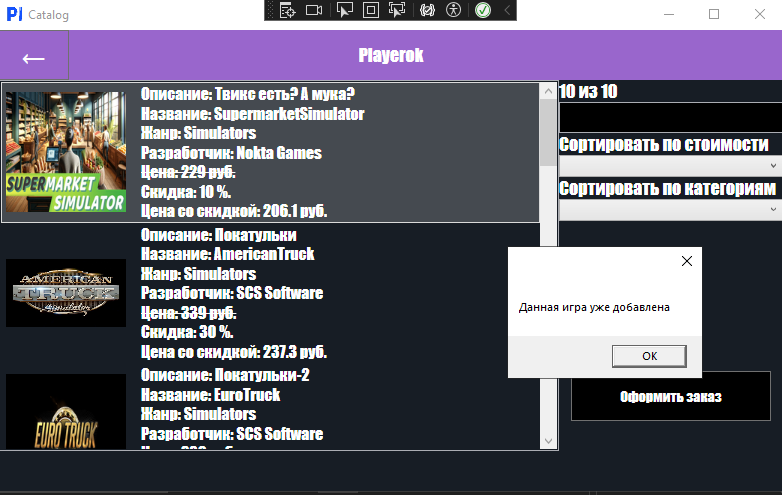 Pl Catalog
←
Playerok
Описание: Твикс есть? А мука?
Название: SupermarketSimulator
Жанр: Simulators
Разработчик: Nokta Games
Цена: 229 руб.
Скидка: 10 %.
Цена со скидкой: 206.1 руб.
SUPERMARKET
SIMULATOR
Описание: Покатульки
Название: AmericanTruck
Жанр: Simulators
Разработчик: SCS Software
Цена: 339 руб.
Скидка: 30 %.
Цена со скидкой: 237.3 руб.
AMERICAN
TRUCK
Simulator
Описание: Покатульки-2
Название: EuroTruck
Жанр: Simulators
Разработчик: SCS Software
EURO TRUCK
10 из 10
Сортировать по стоимости
Сортировать по категориям
Данная игра уже добавлена
OK
Оформить заказ